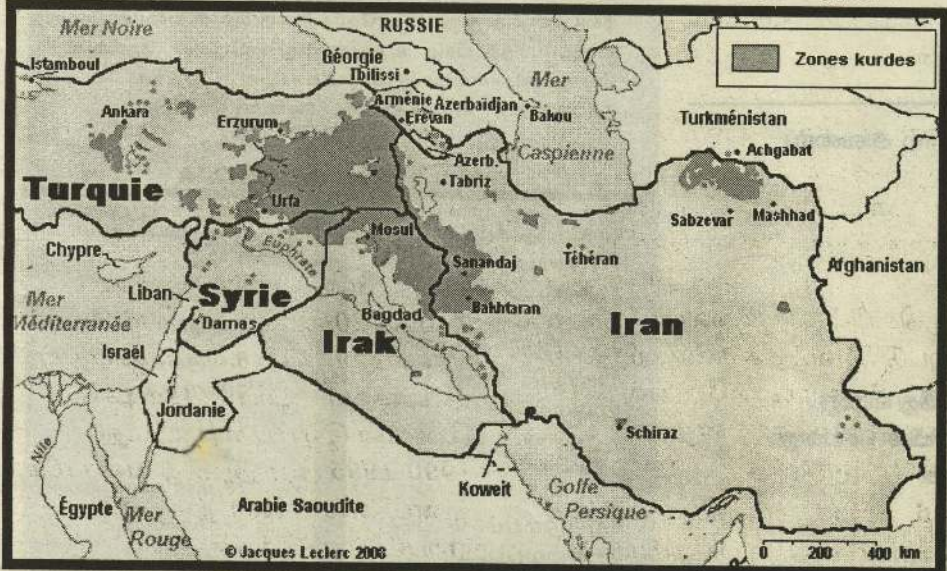 Mer Noire
RUSSIE
Zones kurdes
Istamboul
Géorgie
Tbilissi
Mer
Caspienne
Ankara
Erzurum
Arménie
Azerbaïdjan
Erévan
Bakou
Turkménistan
Azerb.
Achgabat
Tabriz
Turquie
Urfa
Mosul
Sabzevar
Mashhad
Chypre
Euphrate
Sanandaj
Téhéran
Afghanistan
Liban
Syrie
Bakhtaran
Mer
Méditerranée
Damas
Bagdad
Irak
Iran
Israël
Jordanie
Schiraz
Nil
Koweit
Golfe
Persique
Égypte
Mer
Rouge
Arabie Saoudite
© Jacques Leclerc 2008
0 200 400 km